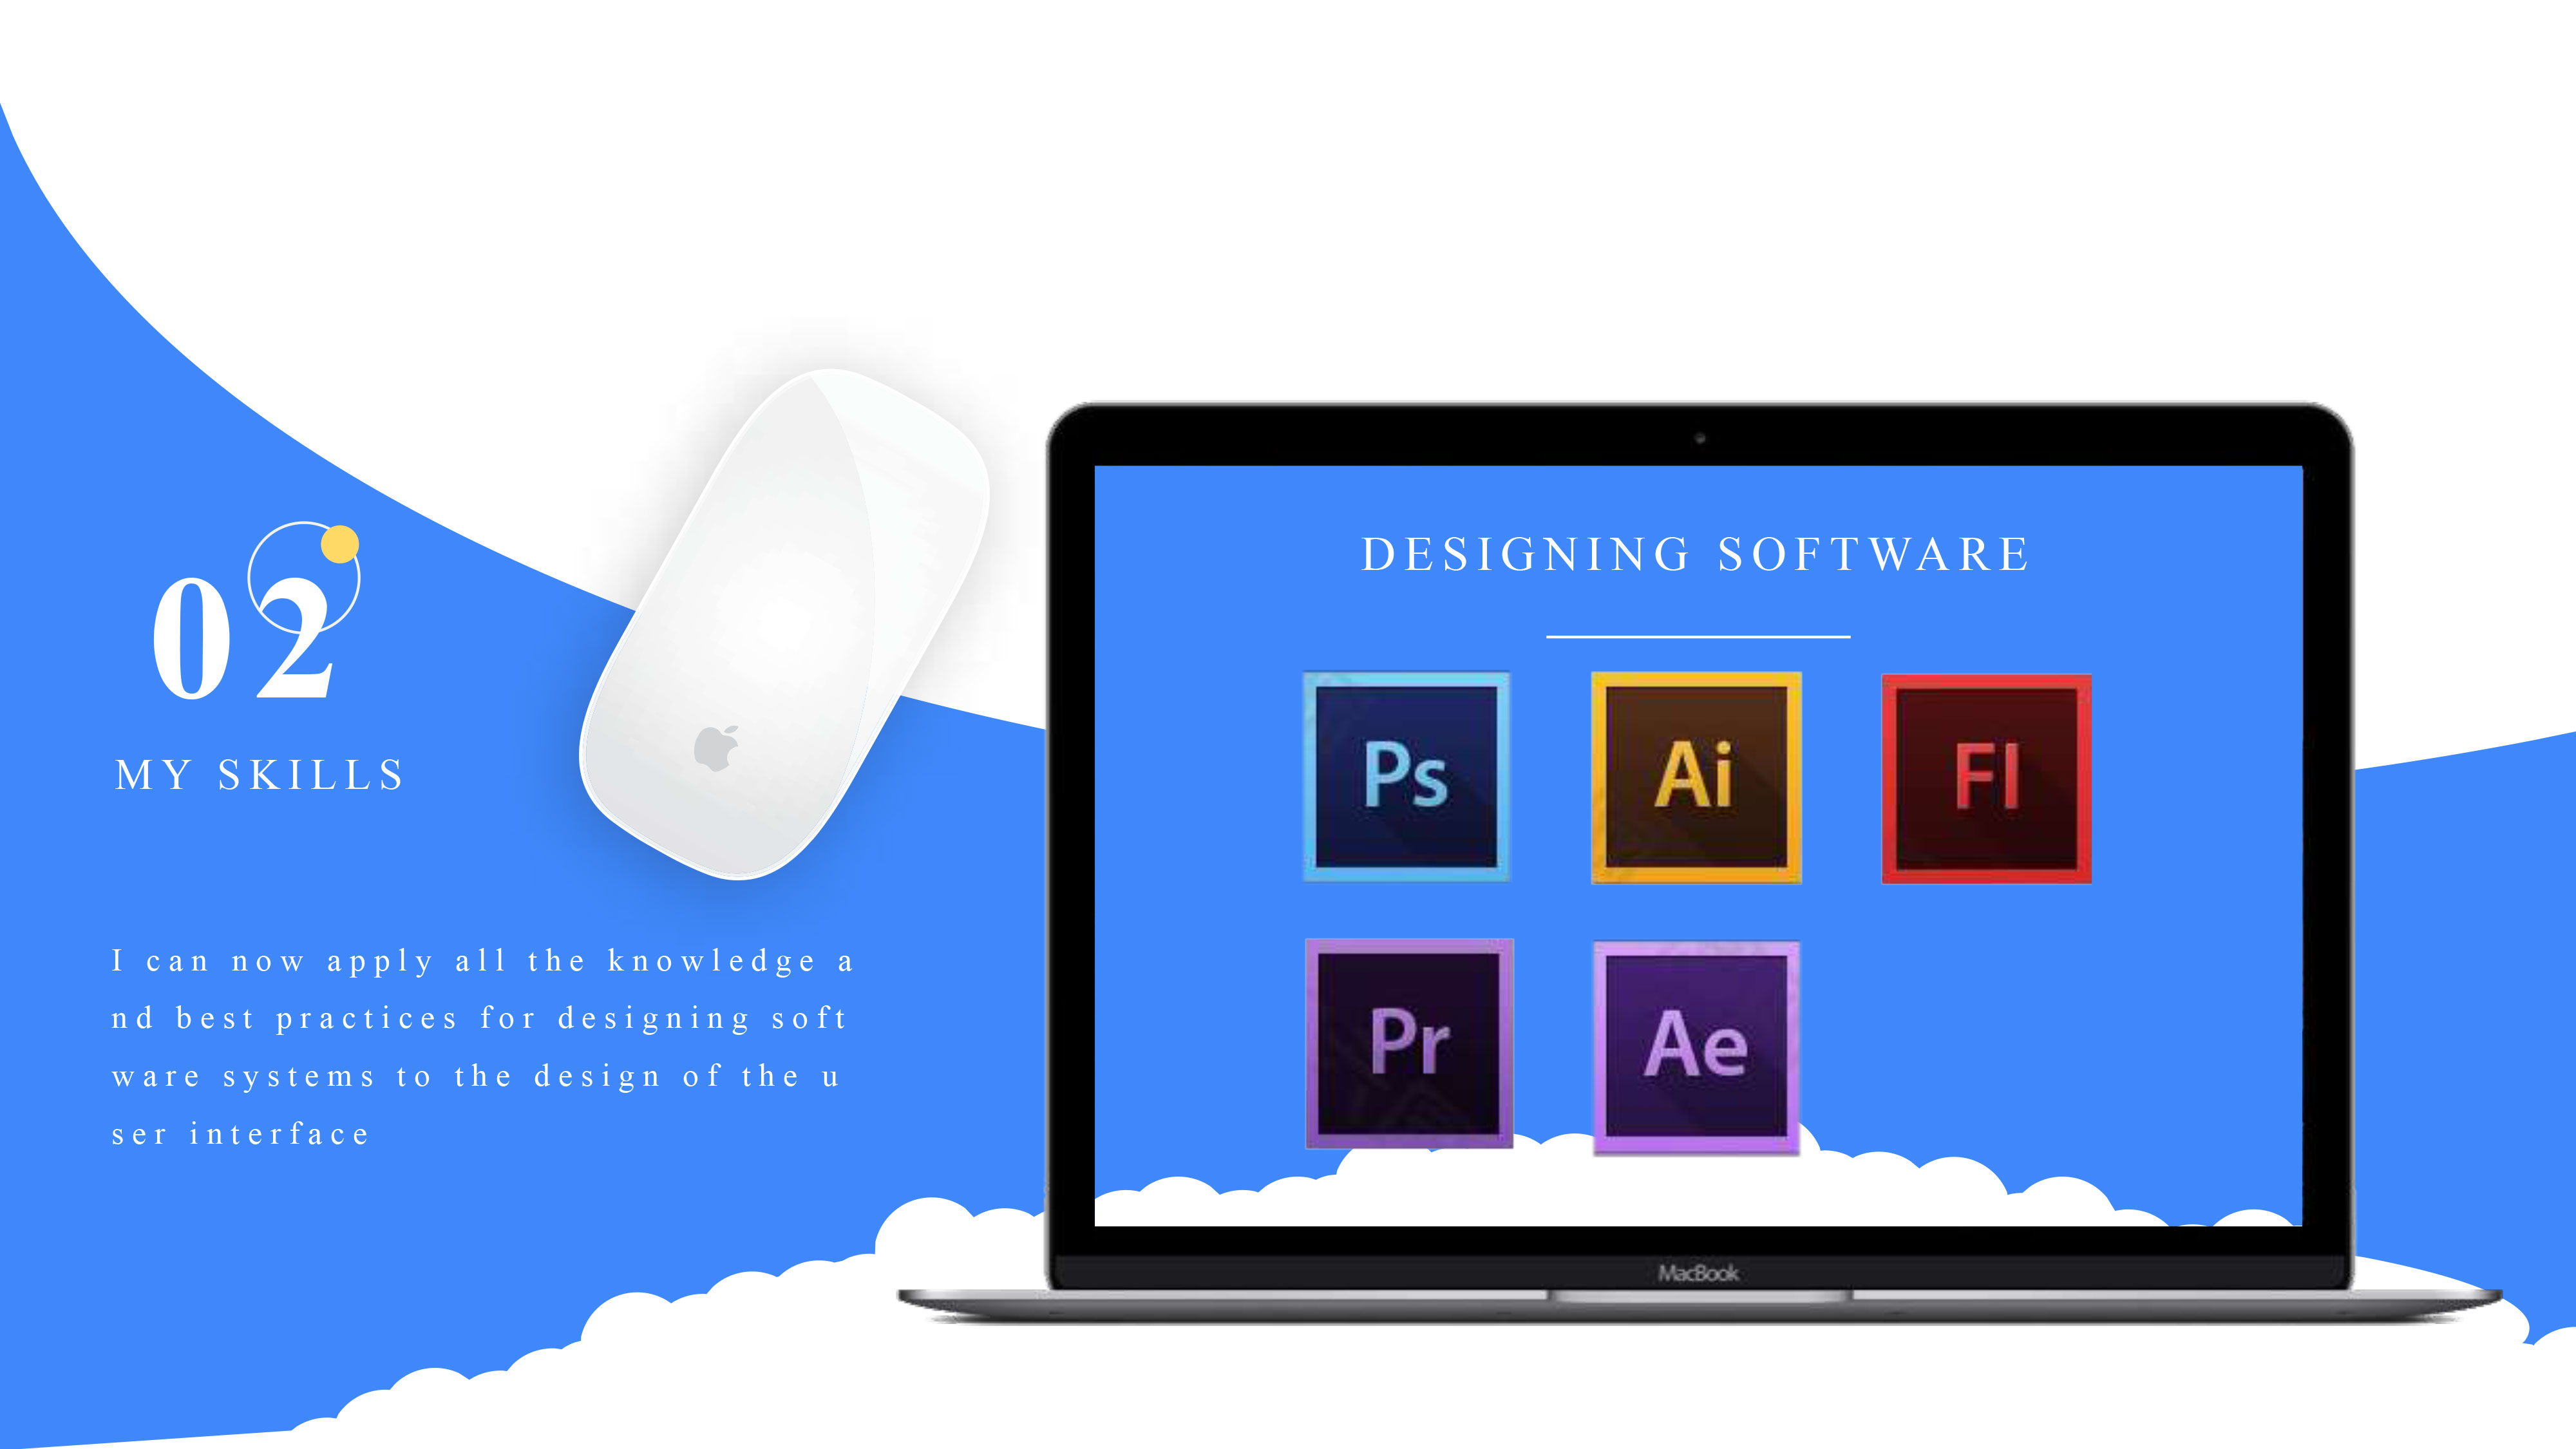 02
MY SKILLS
I can now apply all the knowledge a
nd best practices for designing soft
ware systems to the design of the u
ser interface
DESIGNING SOFTWARE
Ps
Ai
Fl
Pr
Ae
MacBook